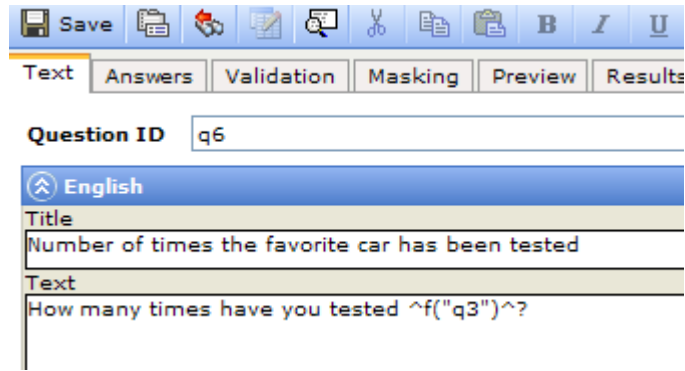 Save B I U
Text Answers Validation Masking Preview Results
Question ID q6
English
Title
Number of times the favorite car has been tested
Text
How many times have you tested ^f("q3")^?